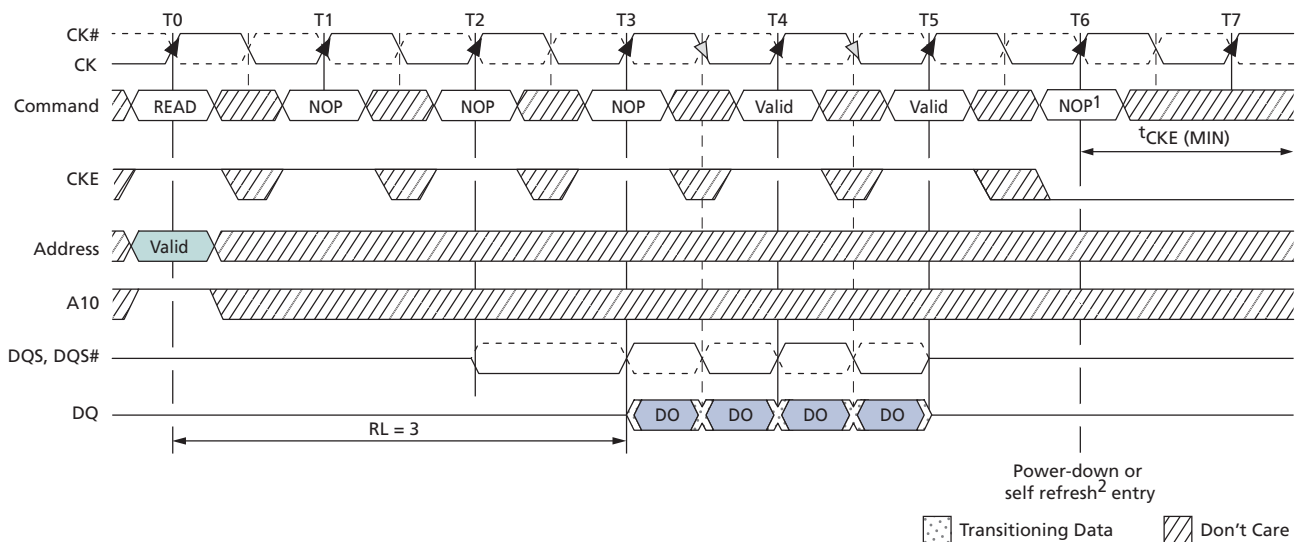 T0 T1 T2 T3 T4 T5 T6 T7
CK#
CK
Command READ NOP NOP NOP Valid Valid NOP1
tCKE (MIN)
CKE
Address Valid
A10
DQS, DQS#
DQ DO DO DO DO
RL = 3
Power-down or
self refresh2 entry
Transitioning Data Don't Care